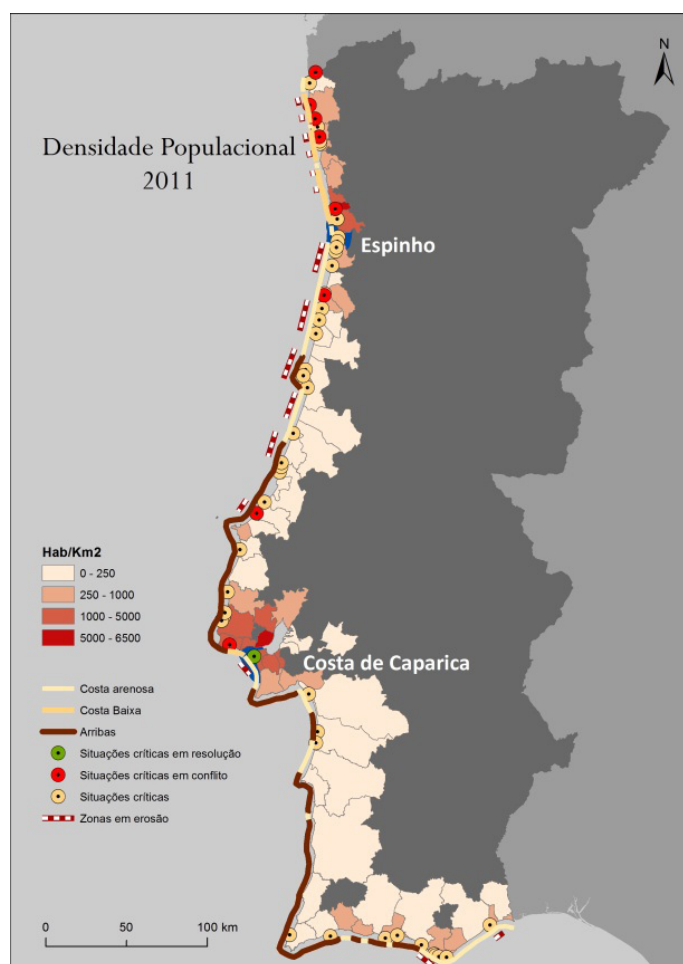 N
Densidade Populacional
2011
Espinho
Hab/Km2
0 - 250
250 - 1000
1000 - 5000
5000 - 6500
Costa de Caparica
Costa arenosa
Costa Baixa
Arribas
Situações críticas em resolução
Situações críticas em conflito
Situações críticas
Zonas em erosão
0 50 100 km